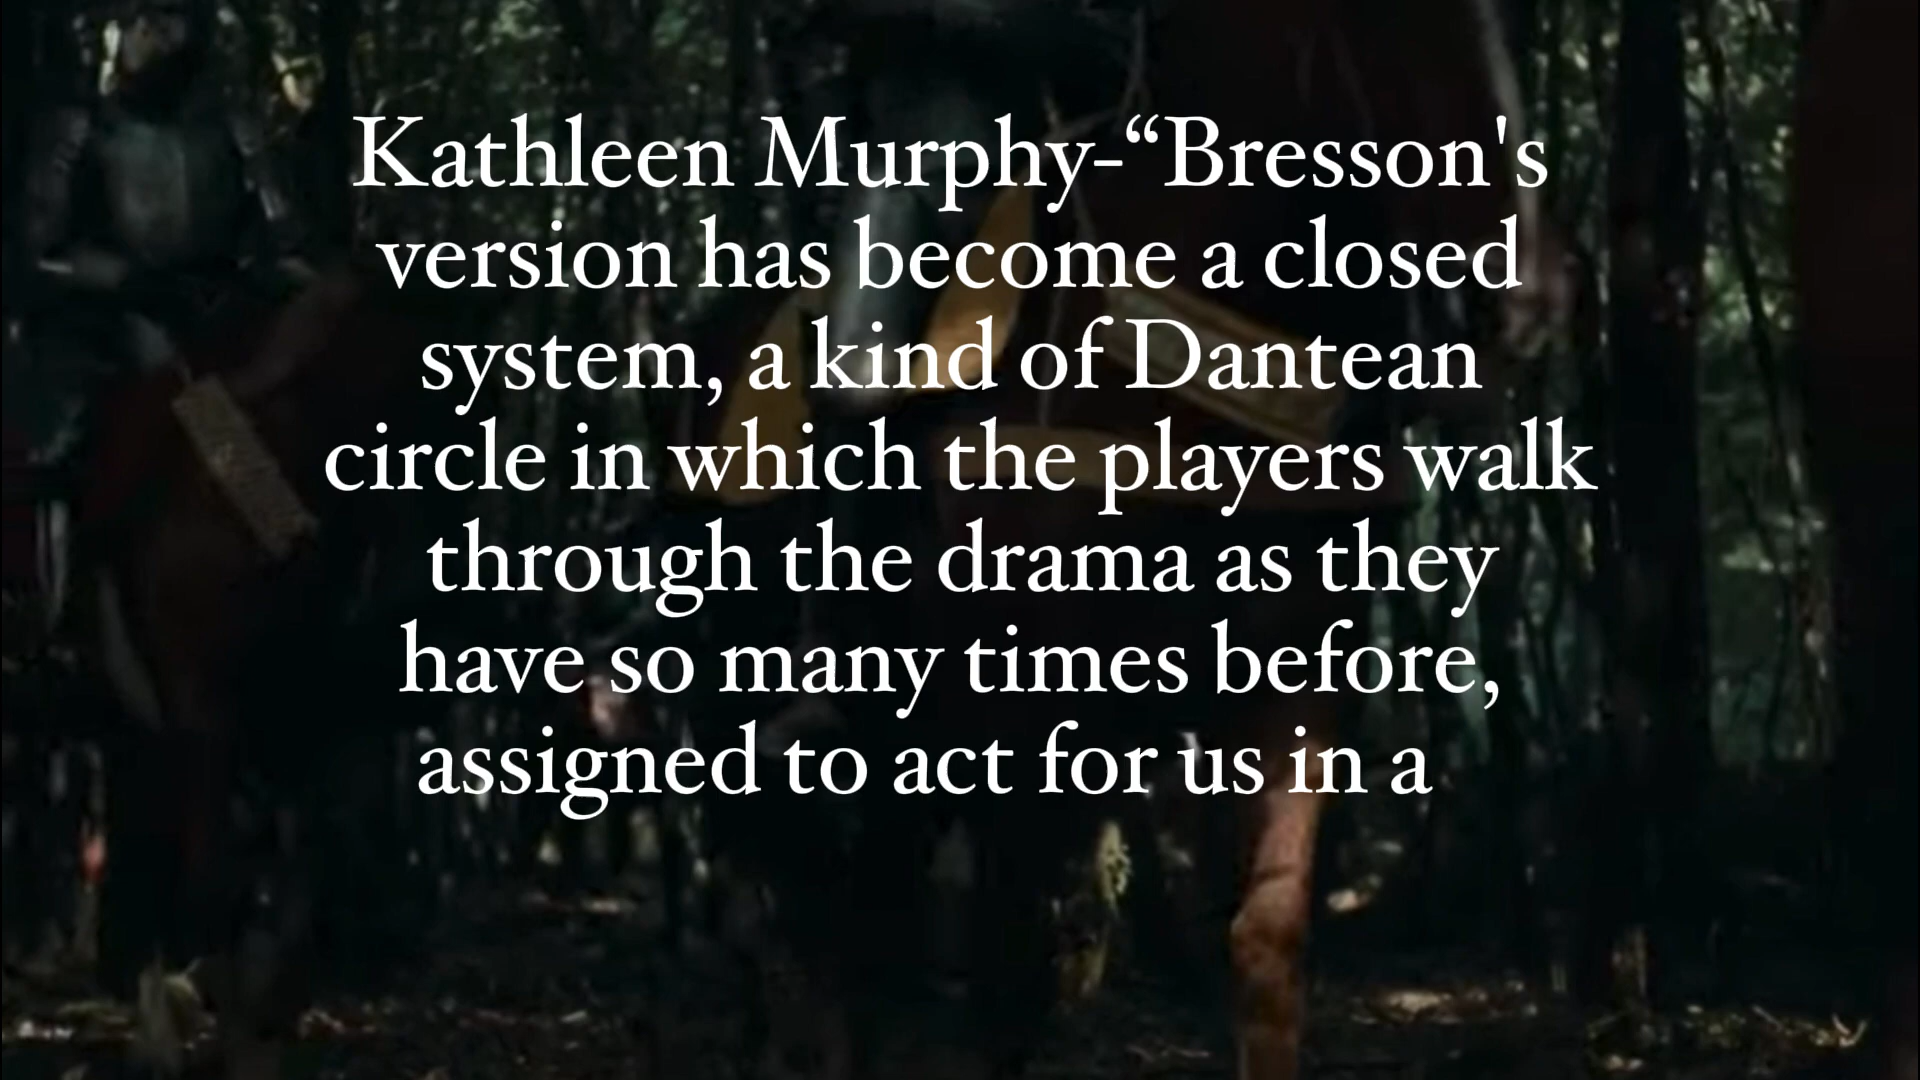 Kathleen Murphy-“Bresson's
version has become a closed
system, a kind of Dantean
circle in which the players walk
through the drama as they
have so many times before,
assigned to act for us in a